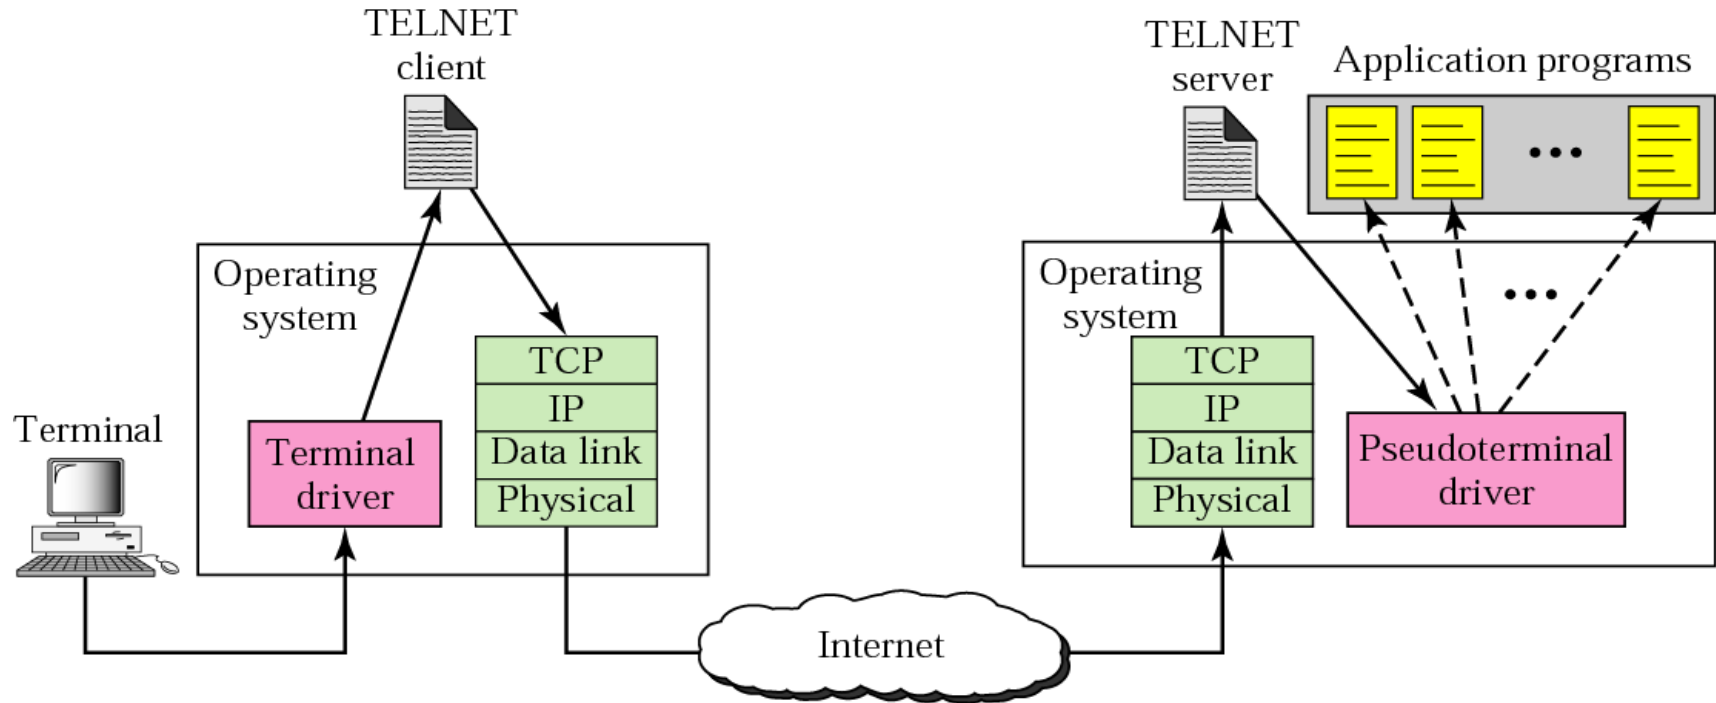 TELNET
client
TELNET
server
Application programs
Operating
system
Operating
system
TCP
IP
Data link
Physical
TCP
IP
Data link
Physical
Terminal
Terminal
driver
Pseudoterminal
driver
Internet